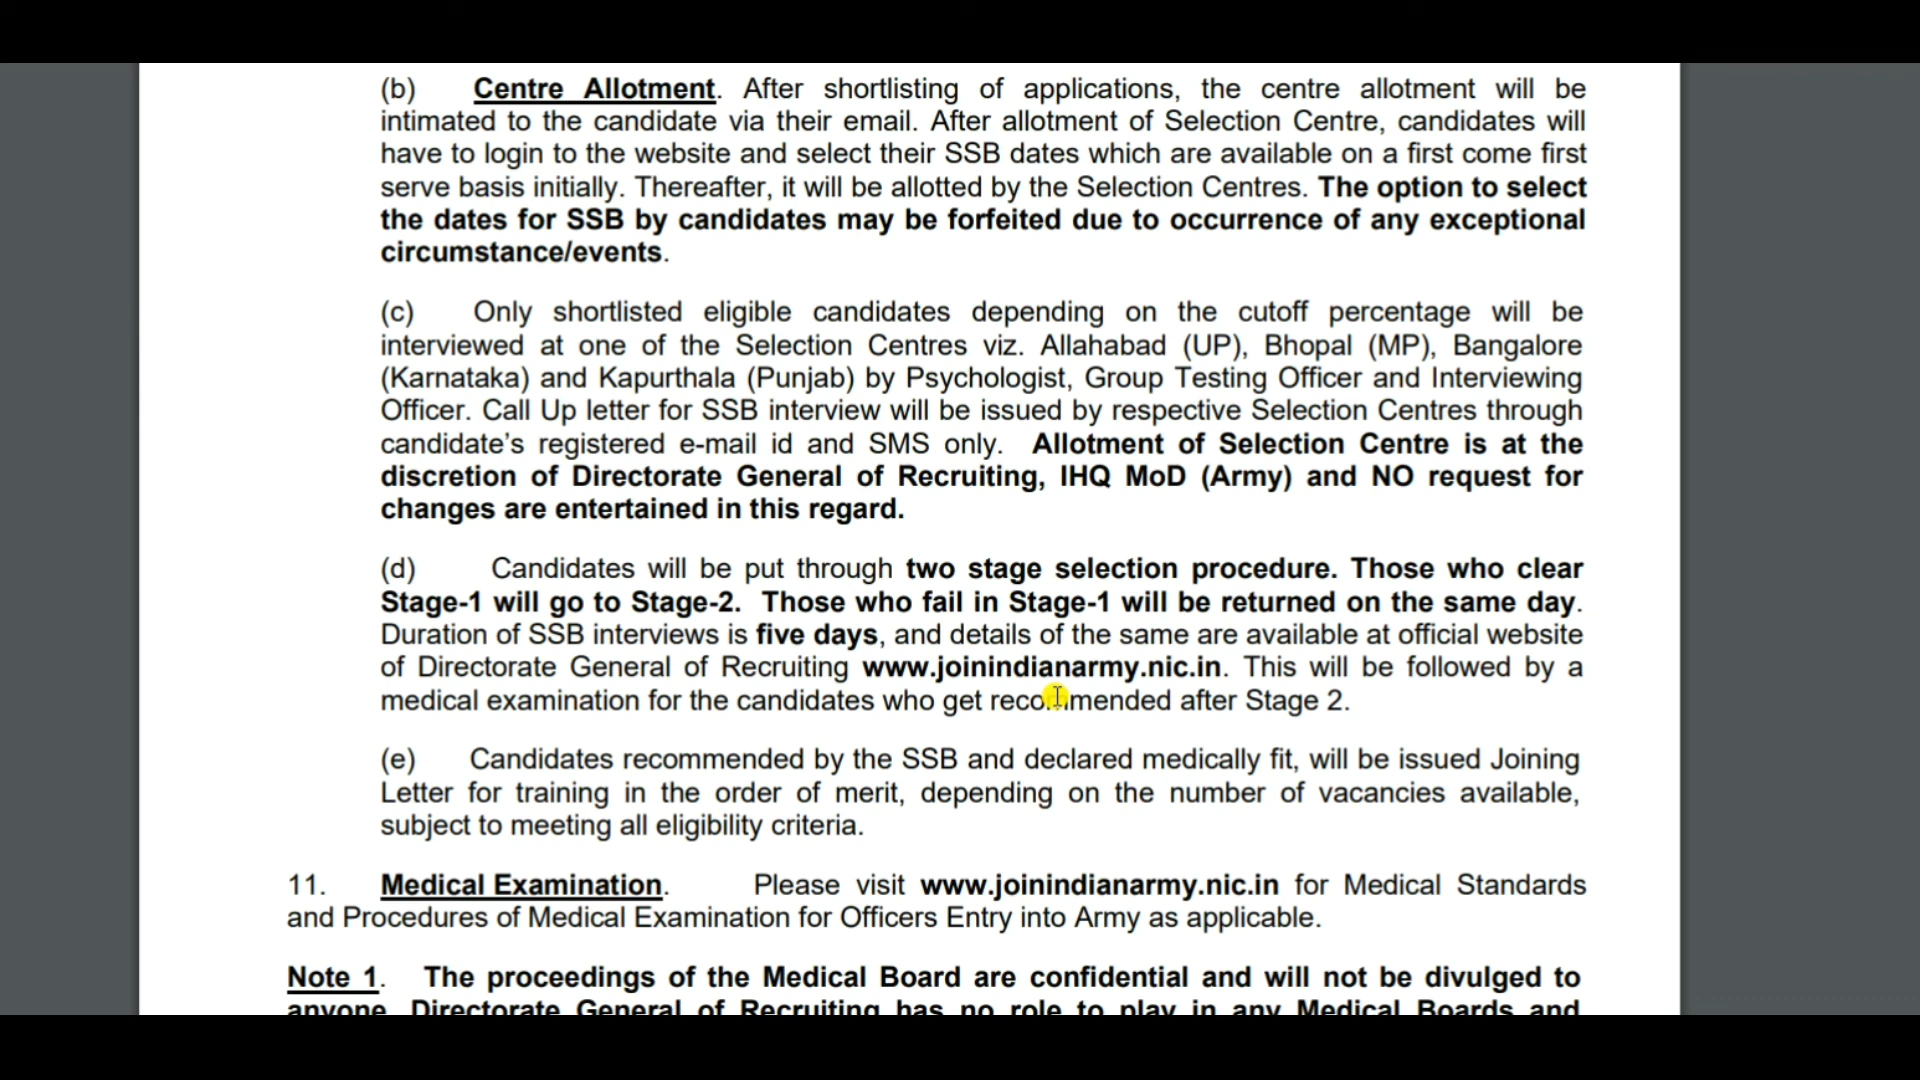 (b) Centre Allotment. After shortlisting of applications, the centre allotment will be
intimated to the candidate via their email. After allotment of Selection Centre, candidates will
have to login to the website and select their SSB dates which are available on a first come first
serve basis initially. Thereafter, it will be allotted by the Selection Centres. The option to select
the dates for SSB by candidates may be forfeited due to occurrence of any exceptional
circumstance/events.
(c) Only shortlisted eligible candidates depending on the cutoff percentage will be
interviewed at one of the Selection Centres viz. Allahabad (UP), Bhopal (MP), Bangalore
(Karnataka) and Kapurthala (Punjab) by Psychologist, Group Testing Officer and Interviewing
Officer. Call Up letter for SSB interview will be issued by respective Selection Centres through
candidate's registered e-mail id and SMS only. Allotment of Selection Centre is at the
discretion of Directorate General of Recruiting, IHQ MoD (Army) and NO request for
changes are entertained in this regard.
(d) Candidates will be put through two stage selection procedure. Those who clear
Stage-1 will go to Stage-2. Those who fail in Stage-1 will be returned on the same day.
Duration of SSB interviews is five days, and details of the same are available at official website
of Directorate General of Recruiting www.joinindianarmy.nic.in. This will be followed by a
medical examination for the candidates who get recommended after Stage 2.
(e) Candidates recommended by the SSB and declared medically fit, will be issued Joining
Letter for training in the order of merit, depending on the number of vacancies available,
subject to meeting all eligibility criteria.
11. Medical Examination. Please visit www.joinindianarmy.nic.in for Medical Standards
and Procedures of Medical Examination for Officers Entry into Army as applicable.
Note 1. The proceedings of the Medical Board are confidential and will not be divulged to
anyone. Directorate General of Recruiting has no role to play in any Medical Boards and